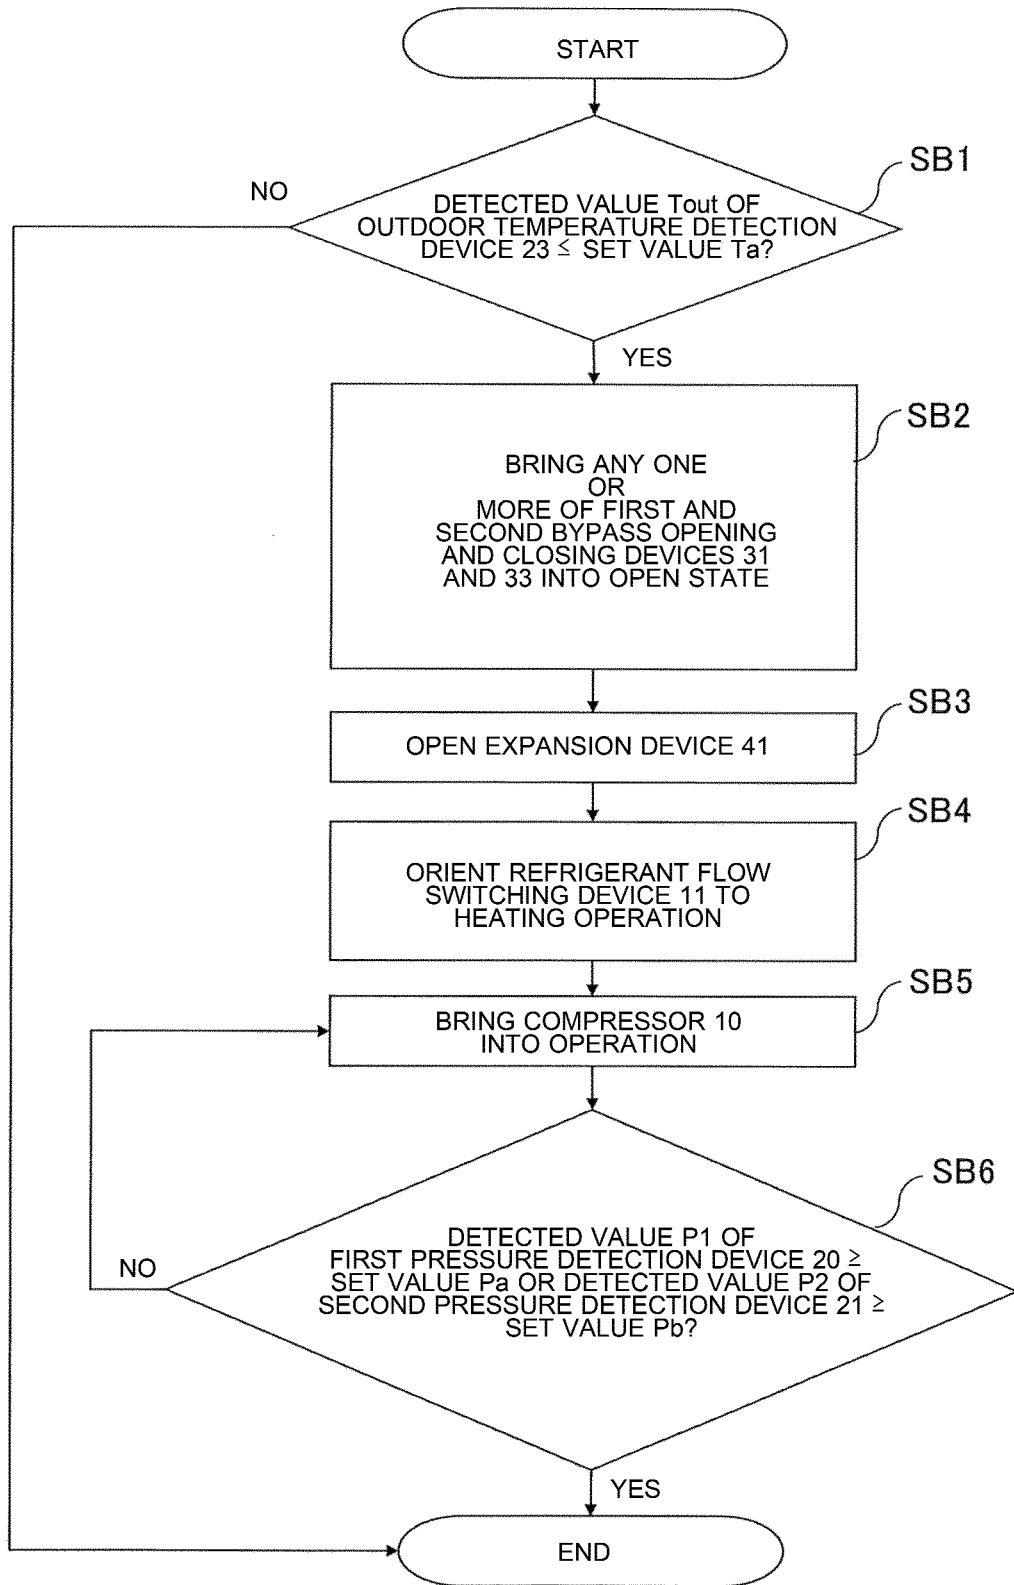 START
SB1
NO
DETECTED VALUE Tout OF
OUTDOOR TEMPERATURE DETECTION
DEVICE 23 ≤ SET VALUE Ta?
YES
SB2
BRING ANY ONE
OR
MORE OF FIRST AND
SECOND BYPASS OPENING
AND CLOSING DEVICES 31
AND 33 INTO OPEN STATE
SB3
OPEN EXPANSION DEVICE 41
SB4
ORIENT REFRIGERANT FLOW
SWITCHING DEVICE 11 TO
HEATING OPERATION
SB5
BRING COMPRESSOR 10
INTO OPERATION
SB6
DETECTED VALUE P1 OF
FIRST PRESSURE DETECTION DEVICE 20 ≥
SET VALUE Pa OR DETECTED VALUE P2 OF
SECOND PRESSURE DETECTION DEVICE 21 ≥
SET VALUE Pb?
NO
YES
END